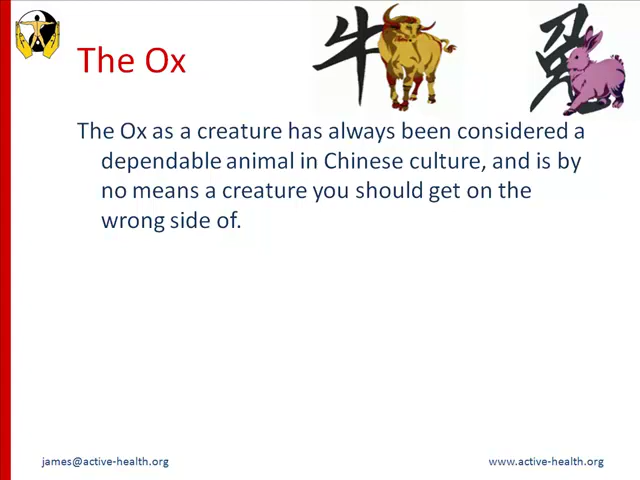 The Ox
牛
兔
The Ox as a creature has always been considered a
dependable animal in Chinese culture, and is by
no means a creature you should get on the
wrong side of.
james@active-health.org
www.active-health.org